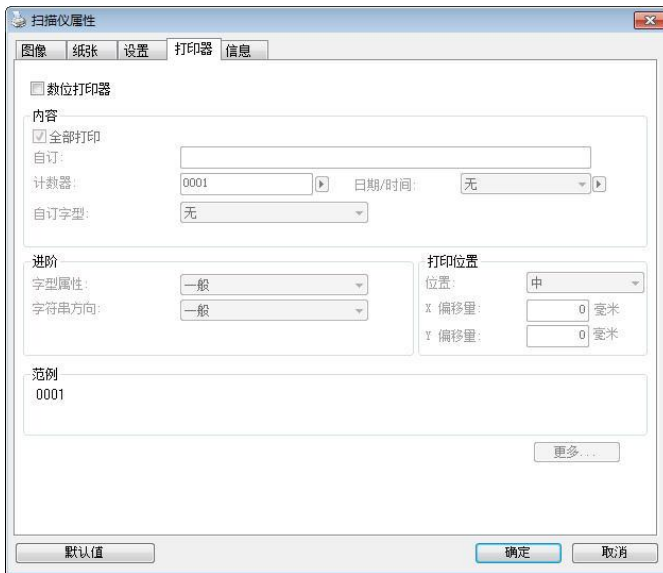 扫描仪属性
图像 纸张 设置 打印器 信息
数位打印器
内容
全部打印
自订:
计数器: 0001 日期/时间: 无
自订字型: 无
进阶
字型属性: 一般
字符串方向: 一般
打印位置
位置: 中
X 偏移量: 0 毫米
Y 偏移量: 0 毫米
范例
0001
更多...
默认值 确定 取消